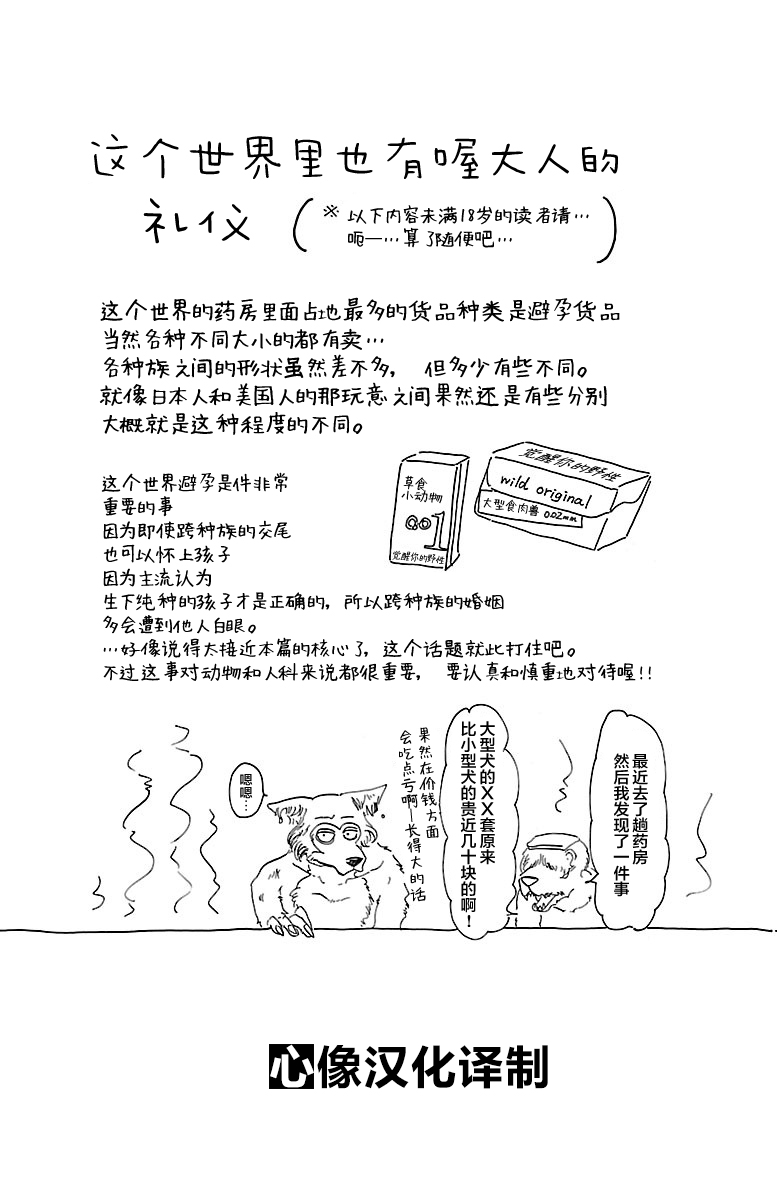 这个世界里也有喔大人的
礼仪
※以下内容未满18岁的读者请…
呃—…算了随便吧…
这个世界的药房里面占地最多的货品种类是避孕货品
当然各种不同大小的都有卖…
各种族之间的形状虽然差不多，但多少有些不同。
就像日本人和美国人的那玩意之间果然还是有些分别
大概就是这种程度的不同。
这个世界避孕是件非常
重要的事
因为即使跨种族的交尾
也可以怀上孩子
因为主流认为
生下纯种的孩子才是正确的，所以跨种族的婚姻
多会遭到他人白眼。
…好像说得太接近本篇的核心了，这个话题就此打住吧。
不过这事对动物和人科来说都很重要，要认真和慎重地对待喔!!
草食
小动物
0.01
觉醒你的野性
觉醒你的野性
wild original
大型食肉兽 0.02mm
最近去了趟药房
然后我发现了一件事
大型犬的XX套原来
比小型犬的贵近几十块的啊！
果然在价钱方面
会吃点亏啊—长得大的话
嗯嗯…
心像汉化译制